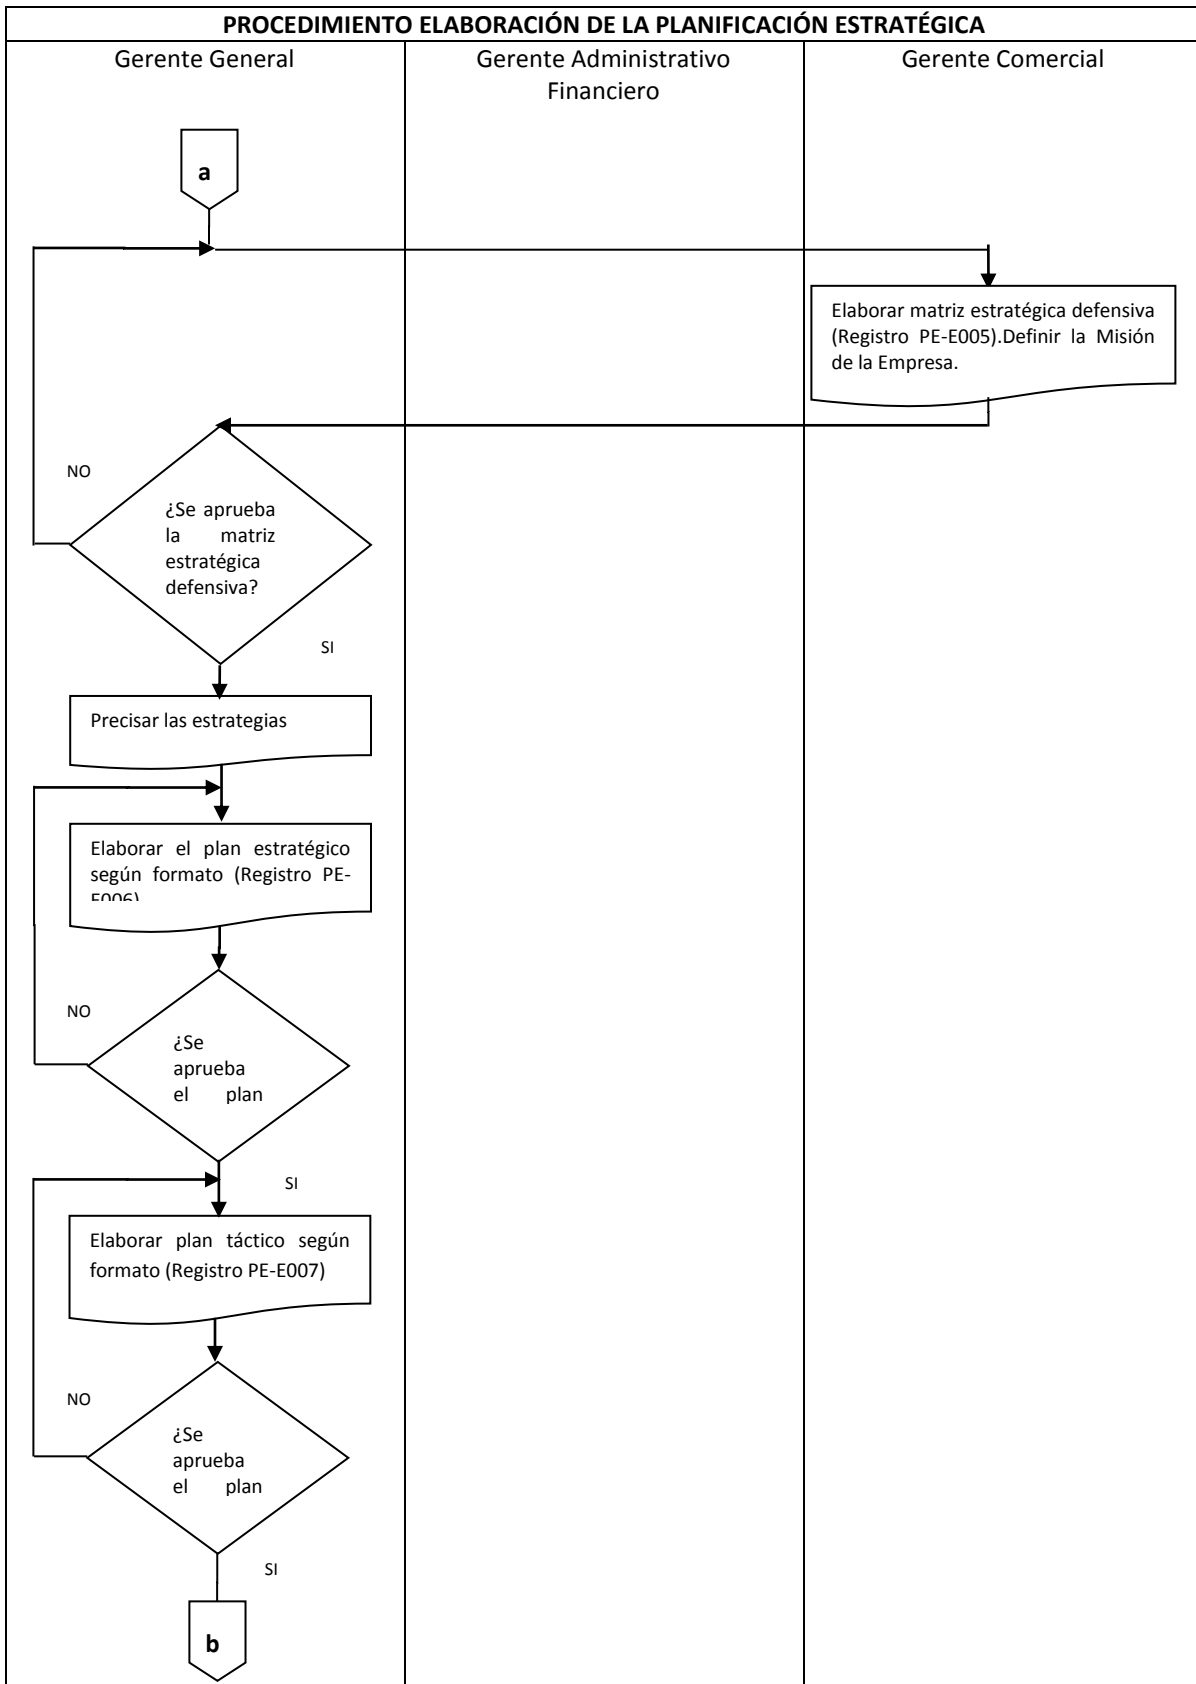 PROCEDIMIENTO ELABORACIÓN DE LA PLANIFICACIÓN ESTRATÉGICA
Gerente General
Gerente Administrativo
Financiero
Gerente Comercial
a
Elaborar matriz estratégica defensiva
(Registro PE-E005).Definir la Misión
de la Empresa.
NO
¿Se aprueba
la matriz
estratégica
defensiva?
SI
Precisar las estrategias
Elaborar el plan estratégico
según formato (Registro PE-
E006)
NO
¿Se
aprueba
el plan
SI
Elaborar plan táctico según
formato (Registro PE-E007)
NO
¿Se
aprueba
el plan
SI
b